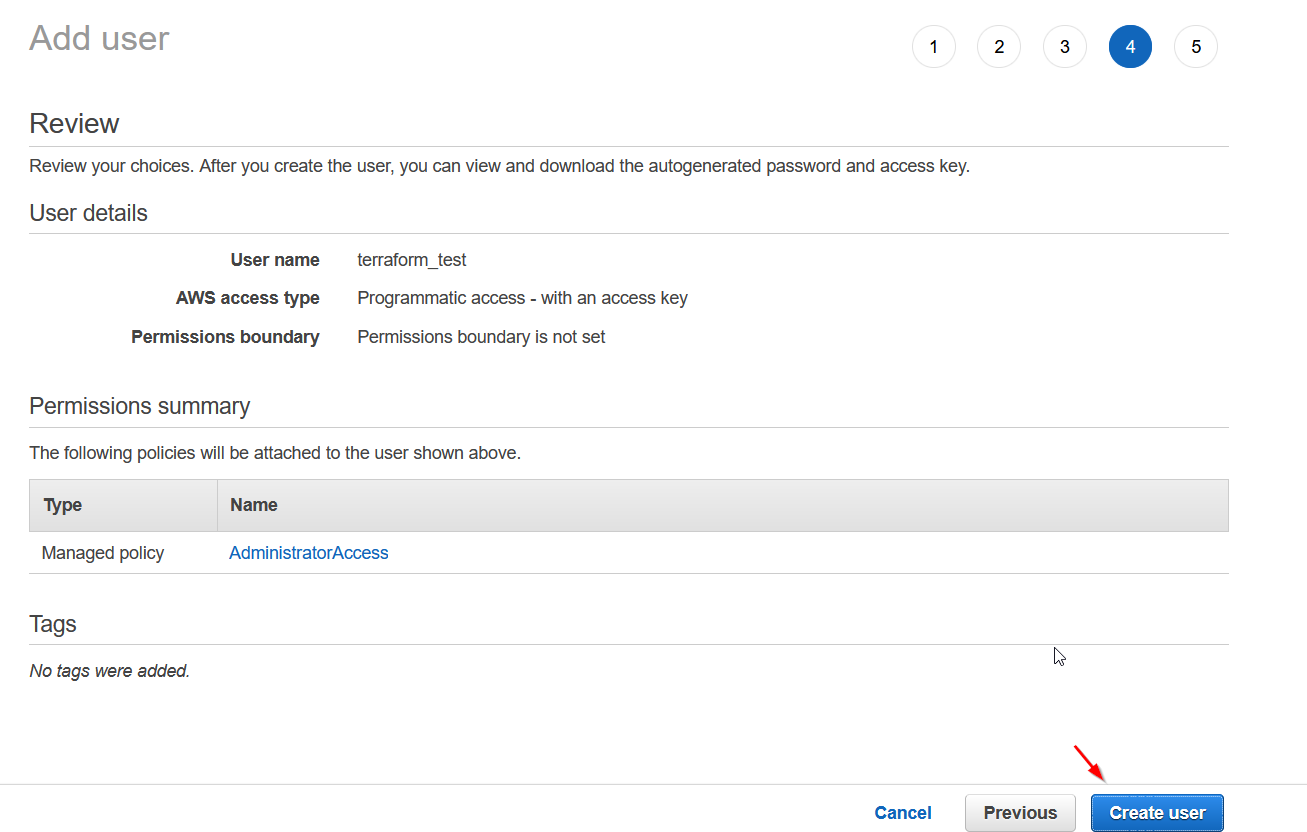 Add user
1 2 3 4 5
Review
Review your choices. After you create the user, you can view and download the autogenerated password and access key.
User details
User name terraform_test
AWS access type Programmatic access - with an access key
Permissions boundary Permissions boundary is not set
Permissions summary
The following policies will be attached to the user shown above.
Type Name
Managed policy AdministratorAccess
Tags
No tags were added.
Cancel Previous Create user